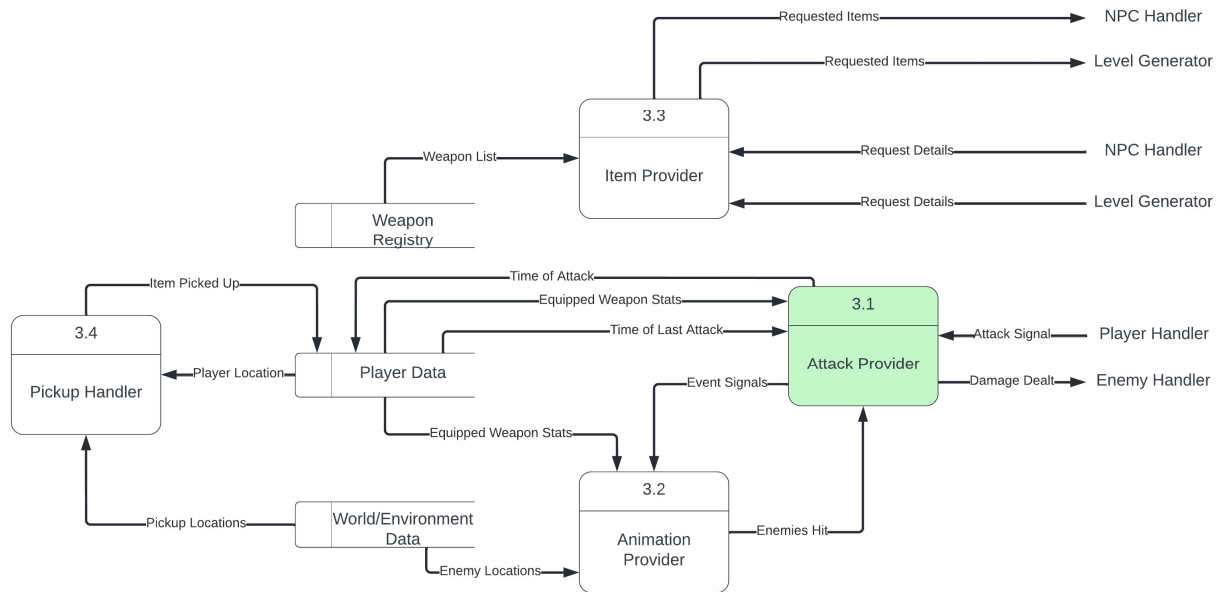 Requested Items
NPC Handler
Requested Items
Level Generator
3.3
Item Provider
Weapon List
Request Details
NPC Handler
Request Details
Level Generator
Weapon
Registry
Time of Attack
Item Picked Up
Equipped Weapon Stats
3.1
Time of Last Attack
Attack Signal
Player Handler
3.4
Attack Provider
Player Location
Player Data
Event Signals
Damage Dealt
Enemy Handler
Pickup Handler
Equipped Weapon Stats
3.2
Pickup Locations
World/Environment
Data
Animation
Provider
Enemies Hit
Enemy Locations